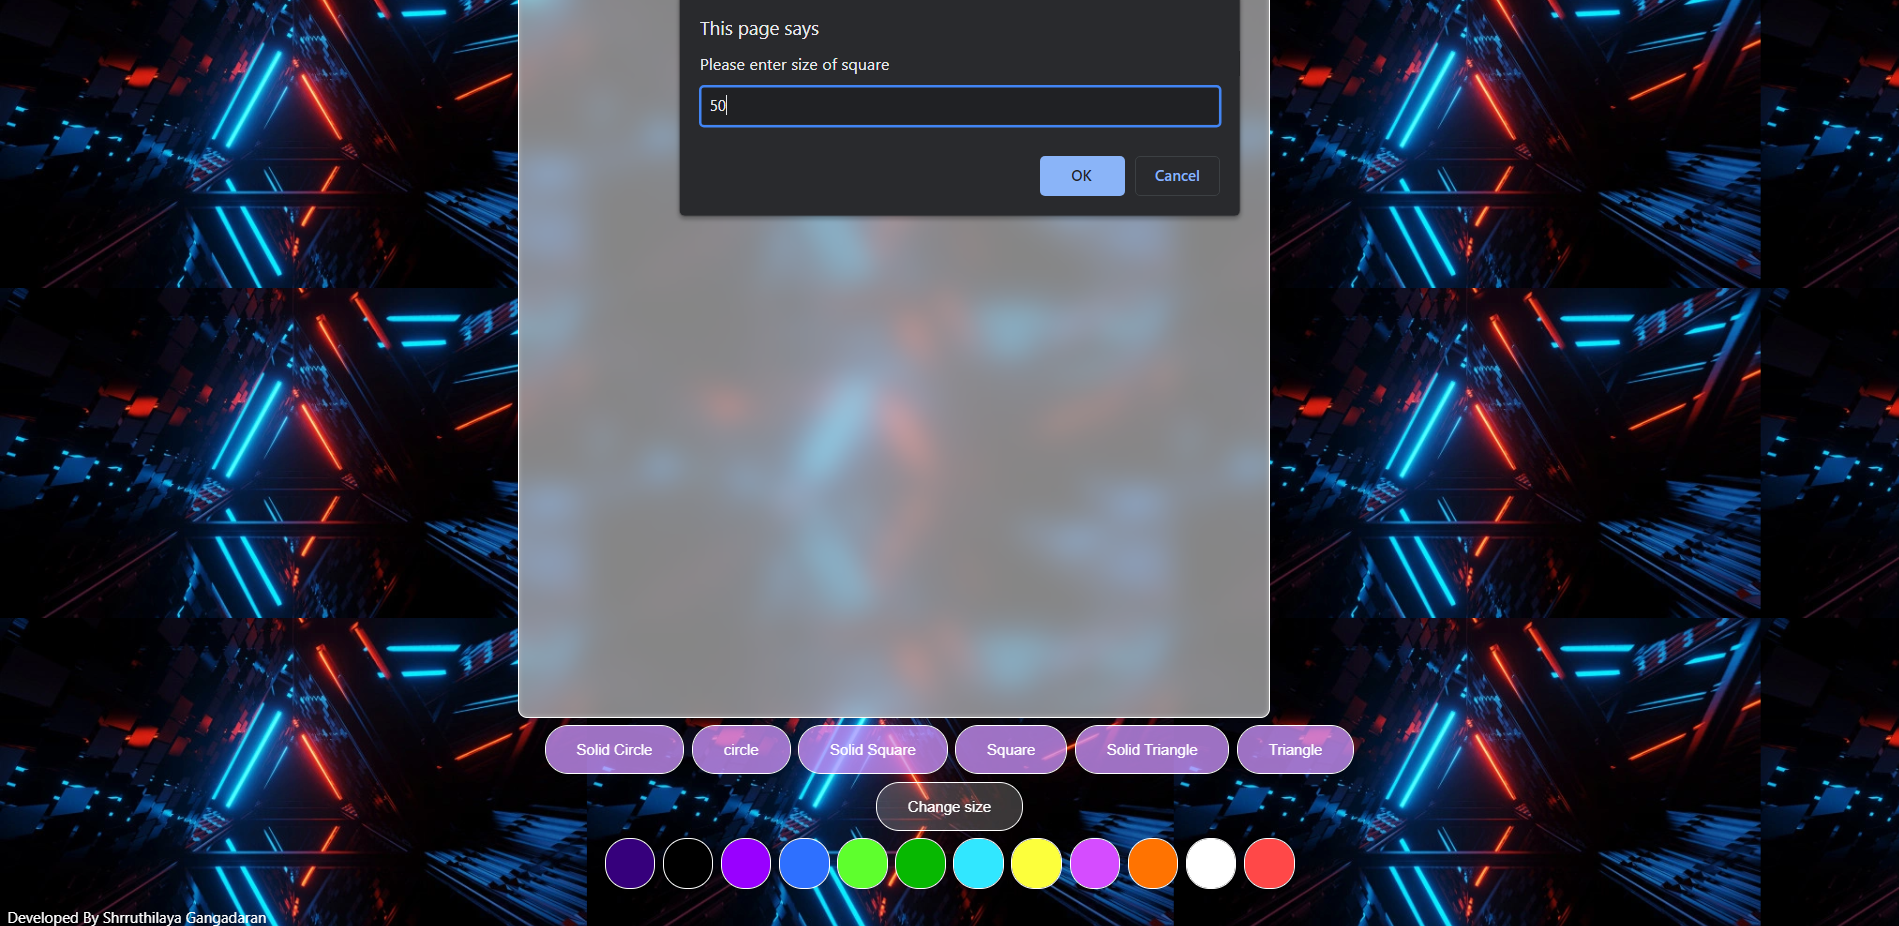 This page says
Please enter size of square
50
OK Cancel
Solid Circle circle Solid Square Square Solid Triangle Triangle
Change size
Developed By Shrruthilaya Gangadaran